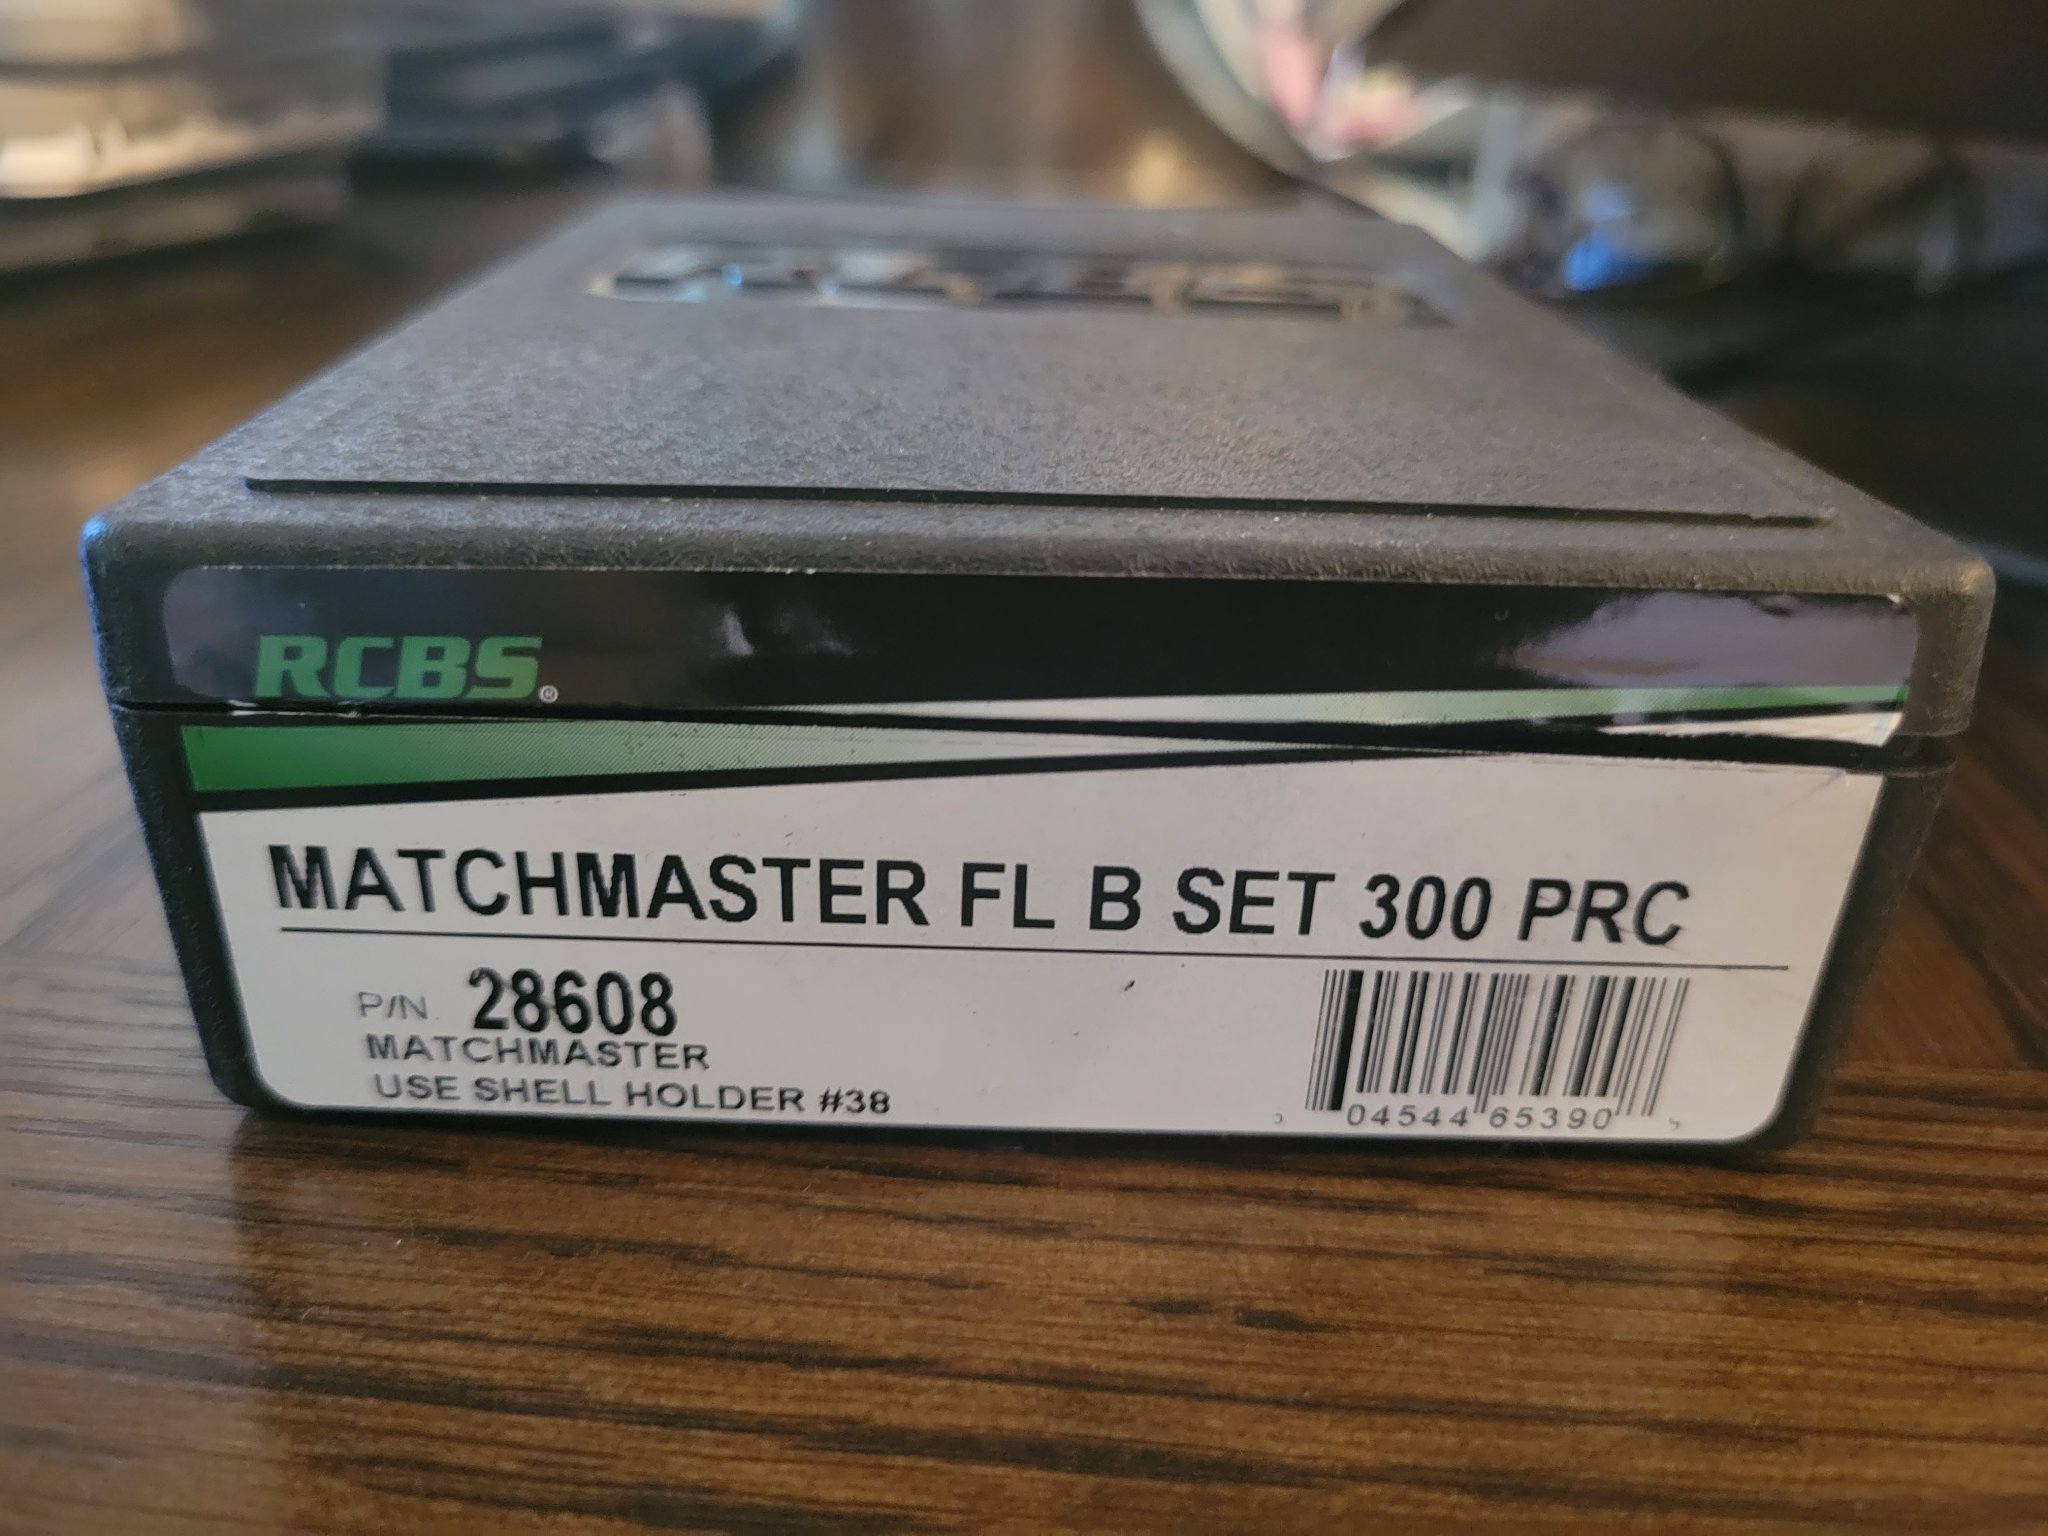 RCBS®
MATCHMASTER FL B SET 300 PRC
P/N 28608
MATCHMASTER
USE SHELL HOLDER #38
04544 65390